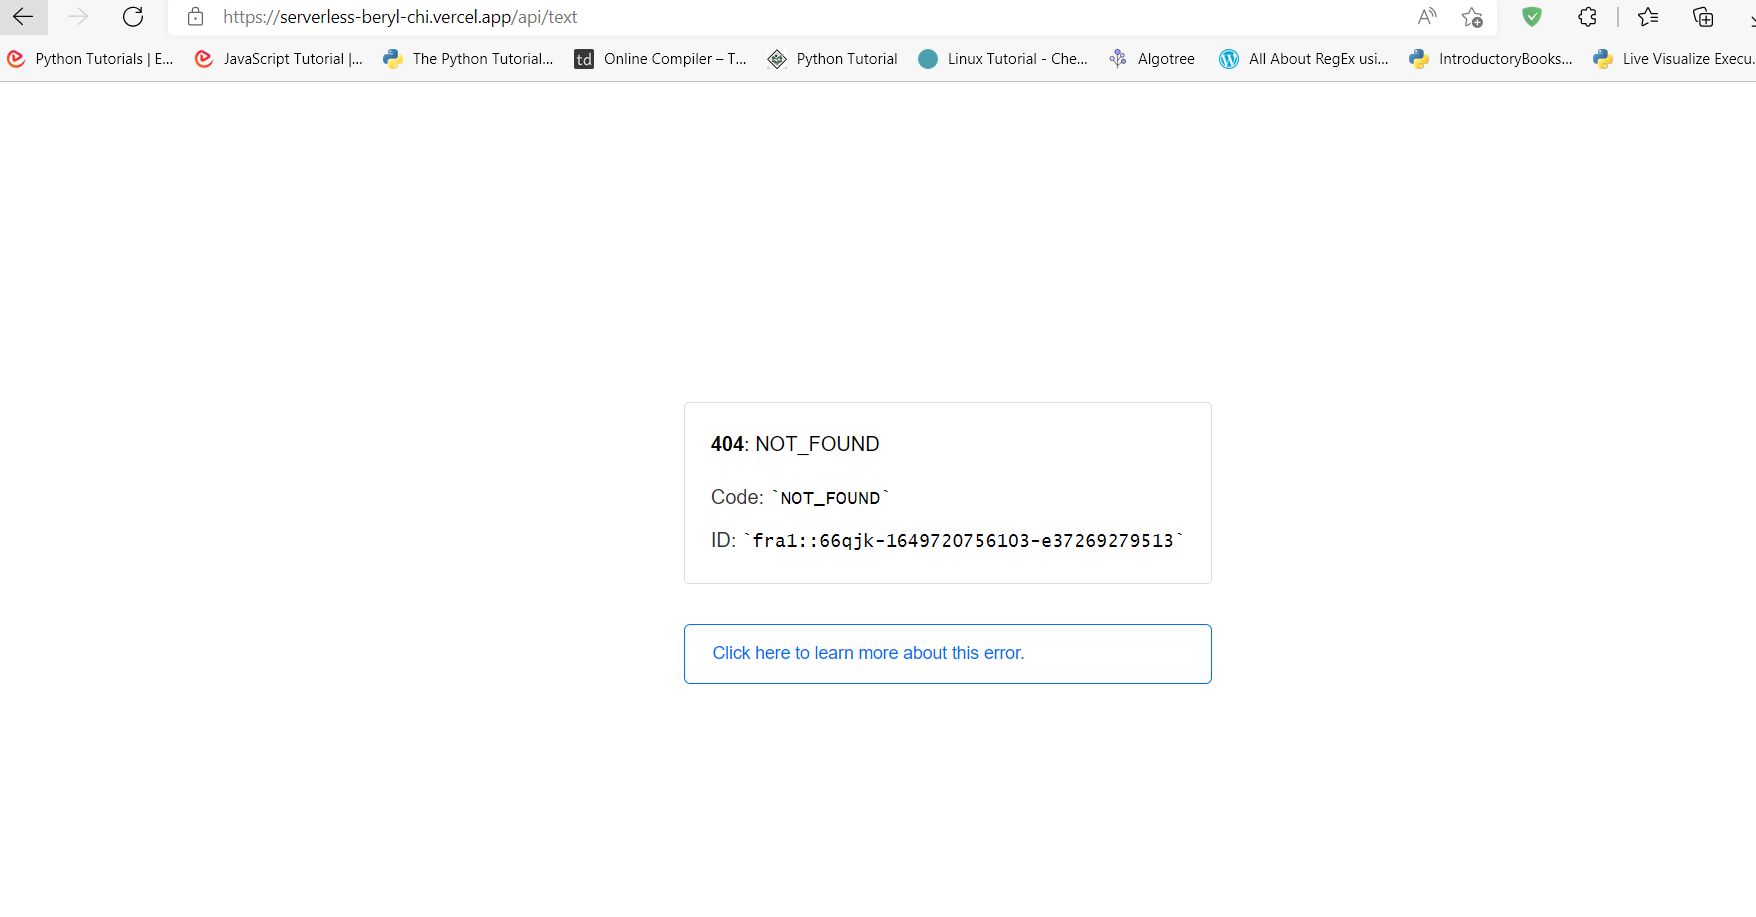 https://serverless-beryl-chi.vercel.app/api/text
Python Tutorials | E... JavaScript Tutorial |... The Python Tutorial... td Online Compiler – T... Python Tutorial Linux Tutorial - Che... Algotree All About RegEx usi... IntroductoryBooks... Live Visualize Execu...
404: NOT_FOUND
Code: `NOT_FOUND`
ID: `fra1::66qjk-1649720756103-e37269279513`
Click here to learn more about this error.